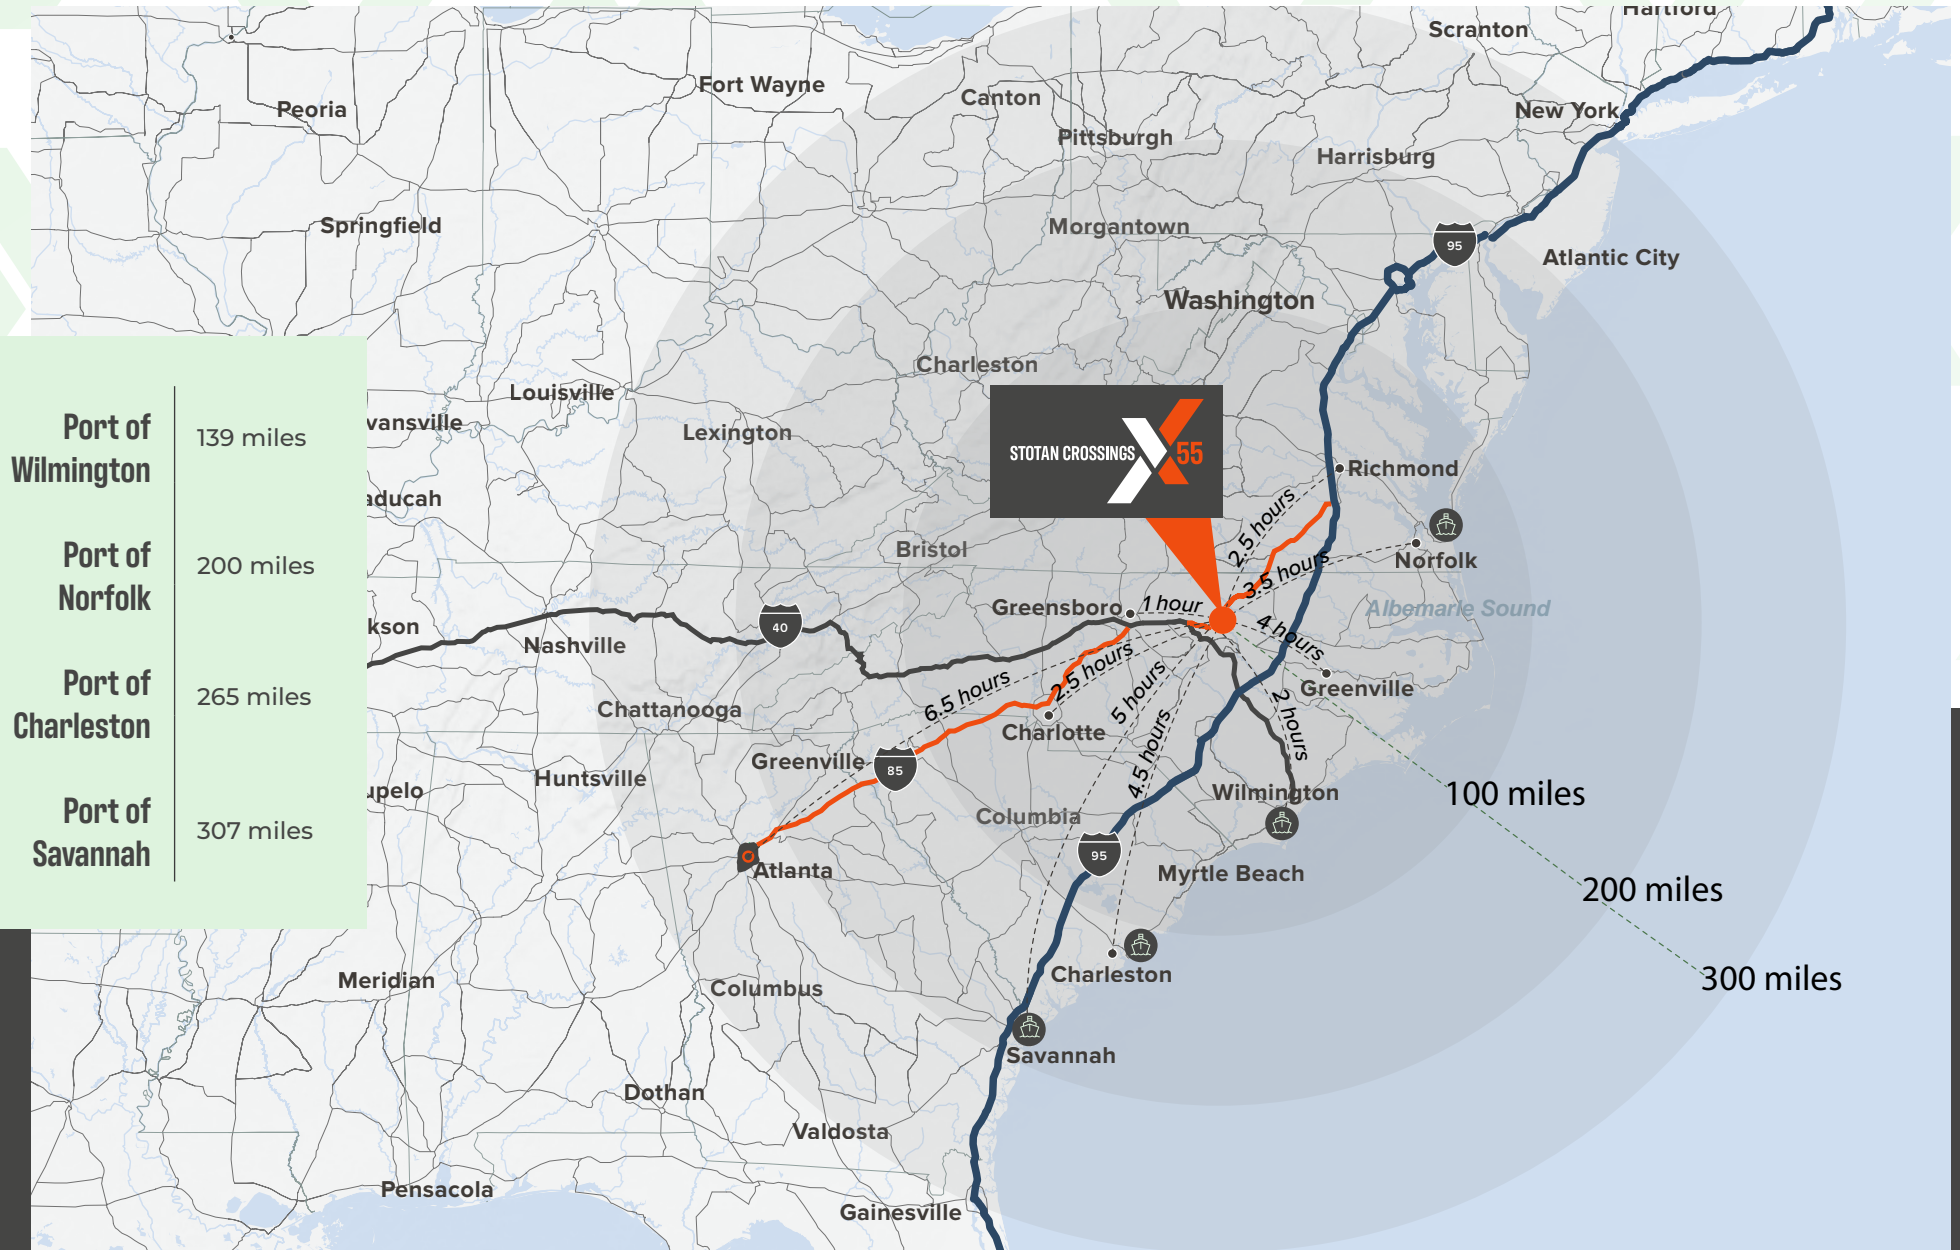 Hartford
Scranton
Fort Wayne
Canton
Peoria
New York
Pittsburgh
Harrisburg
Springfield
Morgantown
95
Atlantic City
Washington
Charleston
Louisville
vansville
Lexington
STOTAN CROSSINGS
55
Richmond
aducah
2.5 hours
Bristol
Norfolk
3.5 hours
Greensboro
1 hour
Albemarle Sound
40
kson
Nashville
4 hours
Greenville
2.5 hours
6.5 hours
5 hours
2 hours
Chattanooga
Charlotte
4.5 hours
Greenville
85
Huntsville
upelo
Wilmington
100 miles
Columbia
95
Atlanta
Myrtle Beach
200 miles
Charleston
300 miles
Meridian
Columbus
Savannah
Dothan
Valdosta
Pensacola
Gainesville
Port of
Wilmington
139 miles
Port of
Norfolk
200 miles
Port of
Charleston
265 miles
Port of
Savannah
307 miles